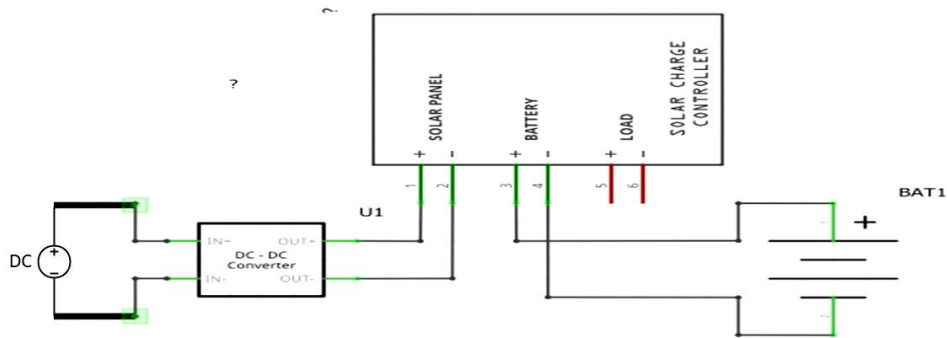 ?
SOLAR CHARGE
CONTROLLER
SOLAR PANEL
BATTERY
LOAD
+ - + - + -
1 2 3 4 5 6
BAT1
U1
+
DC
+
-
IN+ OUT+
DC - DC
Converter
IN- OUT-
1
2